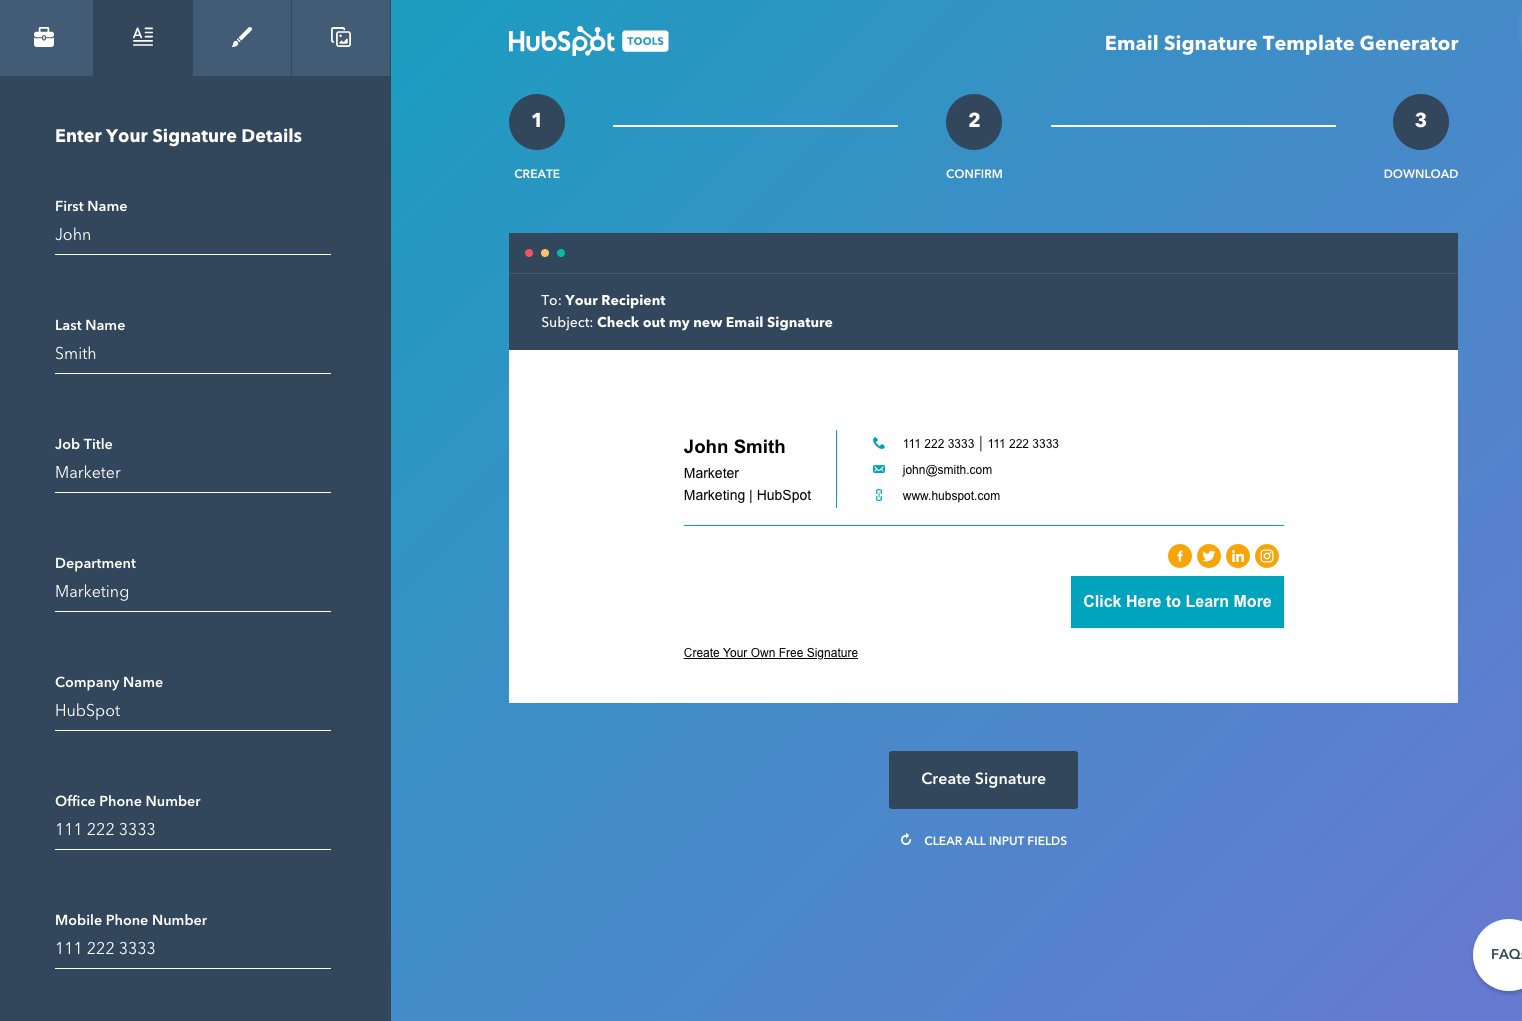 Enter Your Signature Details
First Name
John
Last Name
Smith
Job Title
Marketer
Department
Marketing
Company Name
HubSpot
Office Phone Number
111 222 3333
Mobile Phone Number
111 222 3333
HubSpot TOOLS
Email Signature Template Generator
1
2
3
CREATE
CONFIRM
DOWNLOAD
To: Your Recipient
Subject: Check out my new Email Signature
John Smith
Marketer
Marketing | HubSpot
111 222 3333 | 111 222 3333
john@smith.com
www.hubspot.com
Click Here to Learn More
Create Your Own Free Signature
Create Signature
CLEAR ALL INPUT FIELDS
FAQ